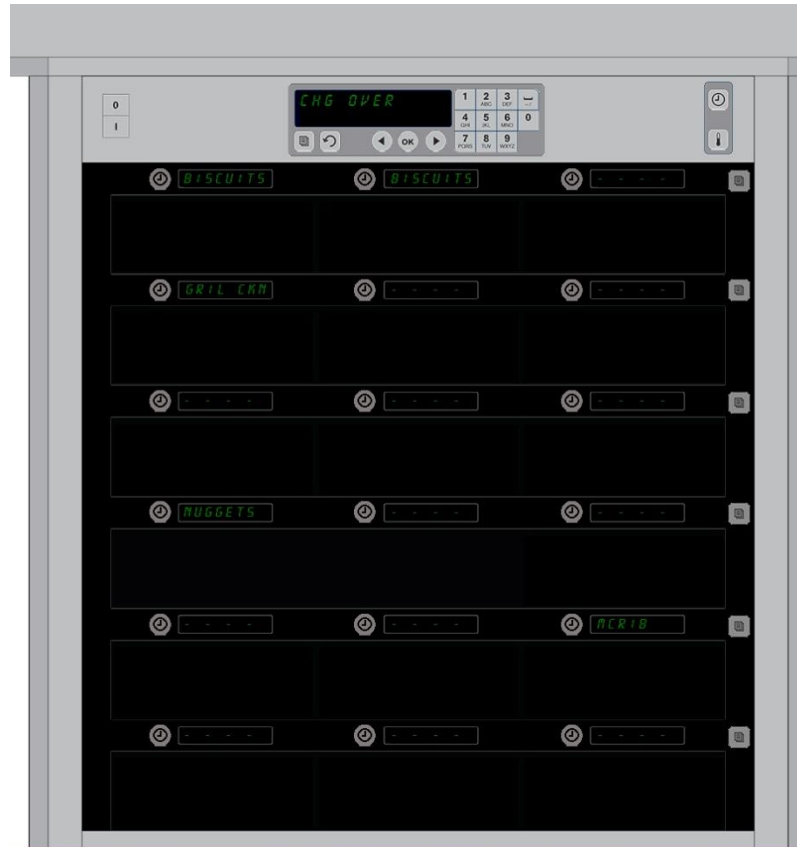 0
I
CHG OVER
1 2 ABC 3 DEF
4 GHI 5 JKL 6 MNO 0
OK
7 PQRS 8 TUV 9 WXYZ
BISCUITS BISCUITS - - - -
GRIL CKN - - - - - - - -
- - - - - - - - - - - -
NUGGETS - - - - - - - -
- - - - - - - - MCRIB
- - - - - - - - - - - -